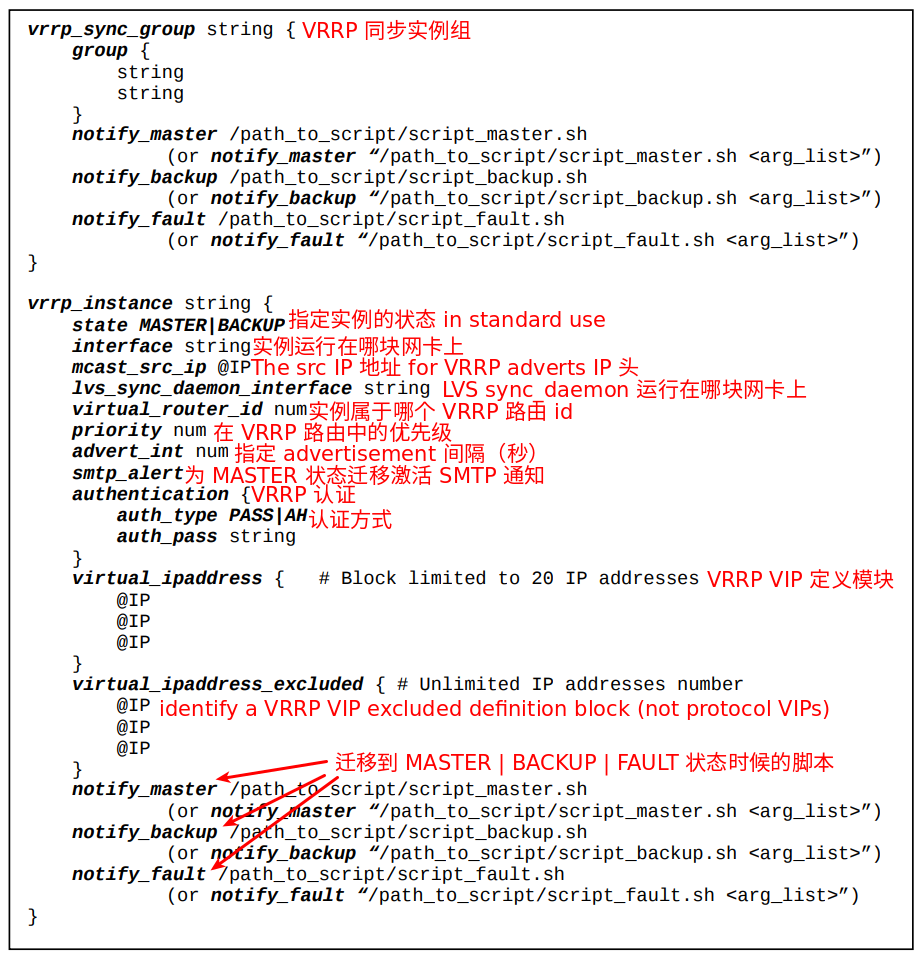 vrrp_sync_group string { VRRP 同步实例组
group {
string
string
}
notify_master /path_to_script/script_master.sh
(or notify_master “/path_to_script/script_master.sh <arg_list>”)
notify_backup /path_to_script/script_backup.sh
(or notify_backup “/path_to_script/script_backup.sh <arg_list>”)
notify_fault /path_to_script/script_fault.sh
(or notify_fault “/path_to_script/script_fault.sh <arg_list>”)
}
vrrp_instance string {
state MASTER|BACKUP 指定实例的状态 in standard use
interface string 实例运行在哪块网卡上
mcast_src_ip @IP The src IP 地址 for VRRP adverts IP 头
lvs_sync_daemon_interface string LVS sync_daemon 运行在哪块网卡上
virtual_router_id num 实例属于哪个 VRRP 路由 id
priority num 在 VRRP 路由中的优先级
advert_int num 指定 advertisement 间隔（秒）
smtp_alert 为 MASTER 状态迁移激活 SMTP 通知
authentication { VRRP 认证
auth_type PASS|AH 认证方式
auth_pass string
}
virtual_ipaddress { # Block limited to 20 IP addresses VRRP VIP 定义模块
@IP
@IP
@IP
}
virtual_ipaddress_excluded { # Unlimited IP addresses number
@IP identify a VRRP VIP excluded definition block (not protocol VIPs)
@IP
@IP
} 迁移到 MASTER | BACKUP | FAULT 状态时候的脚本
notify_master /path_to_script/script_master.sh
(or notify_master “/path_to_script/script_master.sh <arg_list>”)
notify_backup /path_to_script/script_backup.sh
(or notify_backup “/path_to_script/script_backup.sh <arg_list>”)
notify_fault /path_to_script/script_fault.sh
(or notify_fault “/path_to_script/script_fault.sh <arg_list>”)
}